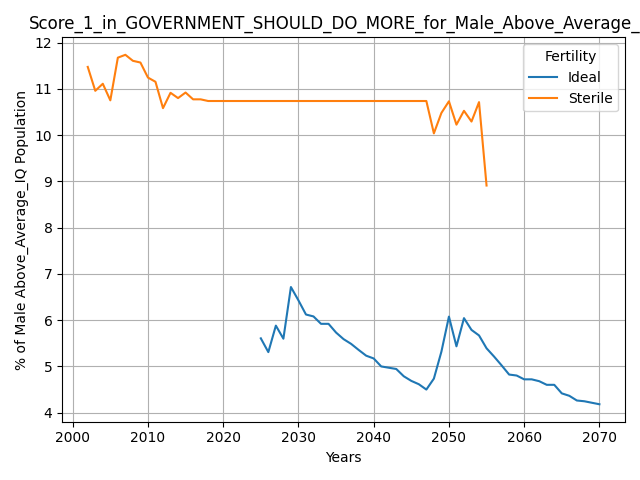 Score_1_in_GOVERNMENT_SHOULD_DO_MORE_for_Male_Above_Average_
Fertility
Ideal
Sterile
% of Male Above_Average_IQ Population
12
11
10
9
8
7
6
5
4
2000 2010 2020 2030 2040 2050 2060 2070
Years